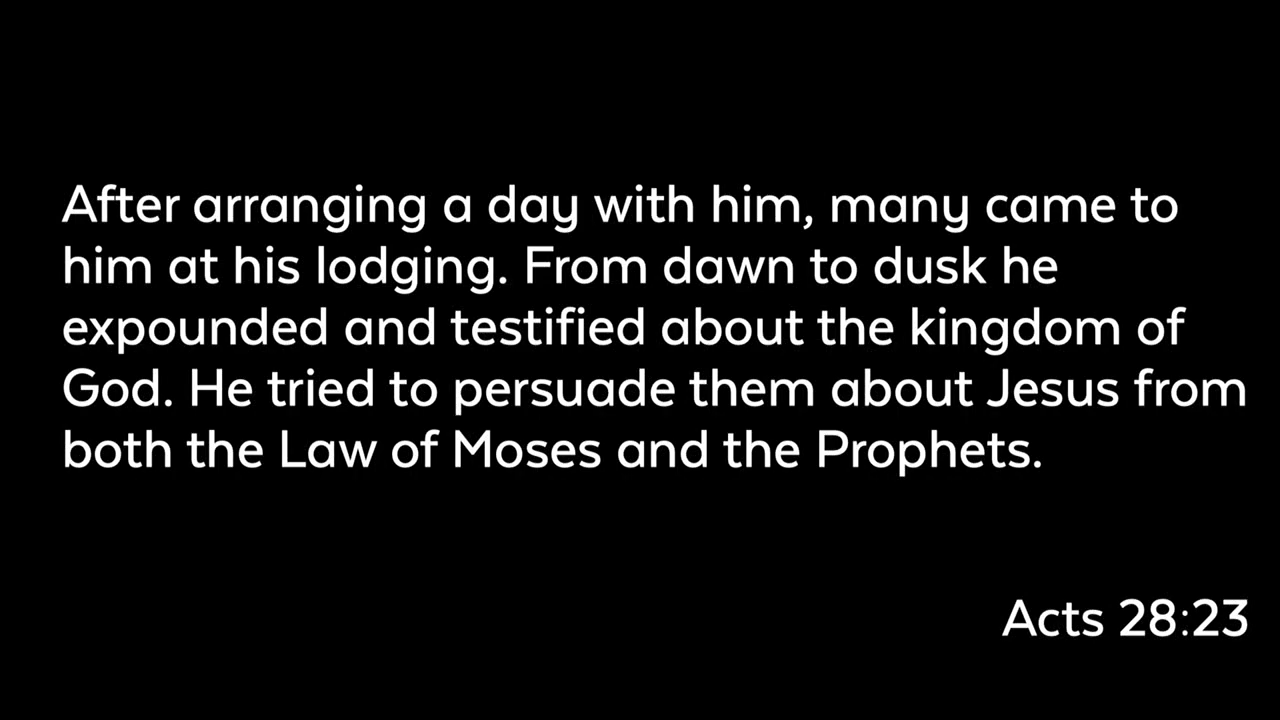 After arranging a day with him, many came to
him at his lodging. From dawn to dusk he
expounded and testified about the kingdom of
God. He tried to persuade them about Jesus from
both the Law of Moses and the Prophets.
Acts 28:23